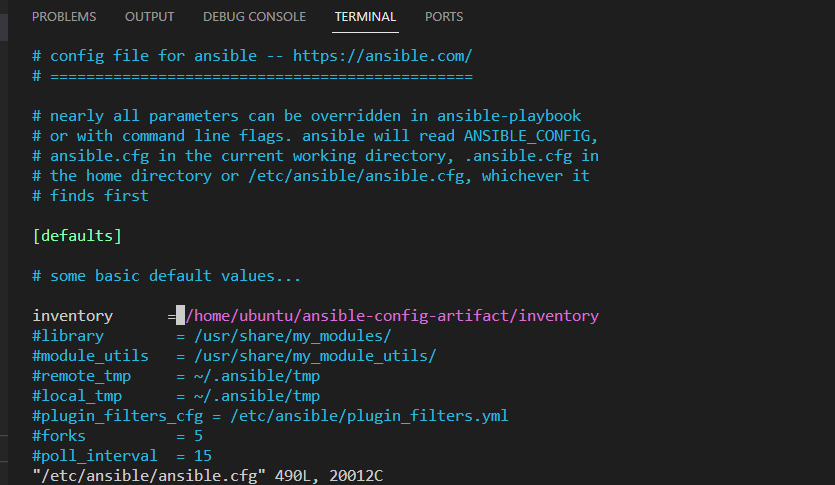 PROBLEMS OUTPUT DEBUG CONSOLE TERMINAL PORTS
# config file for ansible -- https://ansible.com/
# ===============================================
# nearly all parameters can be overridden in ansible-playbook
# or with command line flags. ansible will read ANSIBLE_CONFIG,
# ansible.cfg in the current working directory, .ansible.cfg in
# the home directory or /etc/ansible/ansible.cfg, whichever it
# finds first
[defaults]
# some basic default values...
inventory      = /home/ubuntu/ansible-config-artifact/inventory
#library        = /usr/share/my_modules/
#module_utils   = /usr/share/my_module_utils/
#remote_tmp     = ~/.ansible/tmp
#local_tmp      = ~/.ansible/tmp
#plugin_filters_cfg = /etc/ansible/plugin_filters.yml
#forks          = 5
#poll_interval  = 15
"/etc/ansible/ansible.cfg" 490L, 20012C